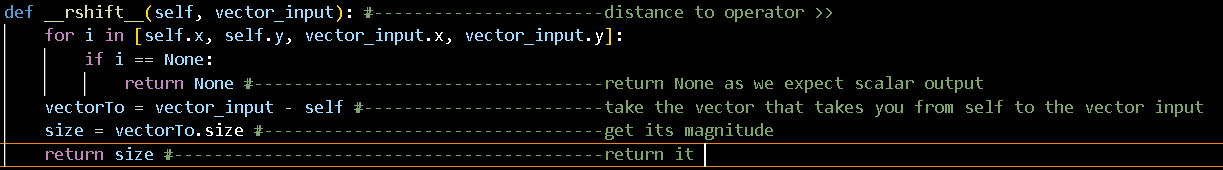 def __rshift__(self, vector_input): #-----------------------distance to operator >>
    for i in [self.x, self.y, vector_input.x, vector_input.y]:
        if i == None:
            return None #-----------------------------------return None as we expect scalar output
    vectorTo = vector_input - self #------------------------take the vector that takes you from self to the vector input
    size = vectorTo.size #----------------------------------get its magnitude
    return size #-------------------------------------------return it